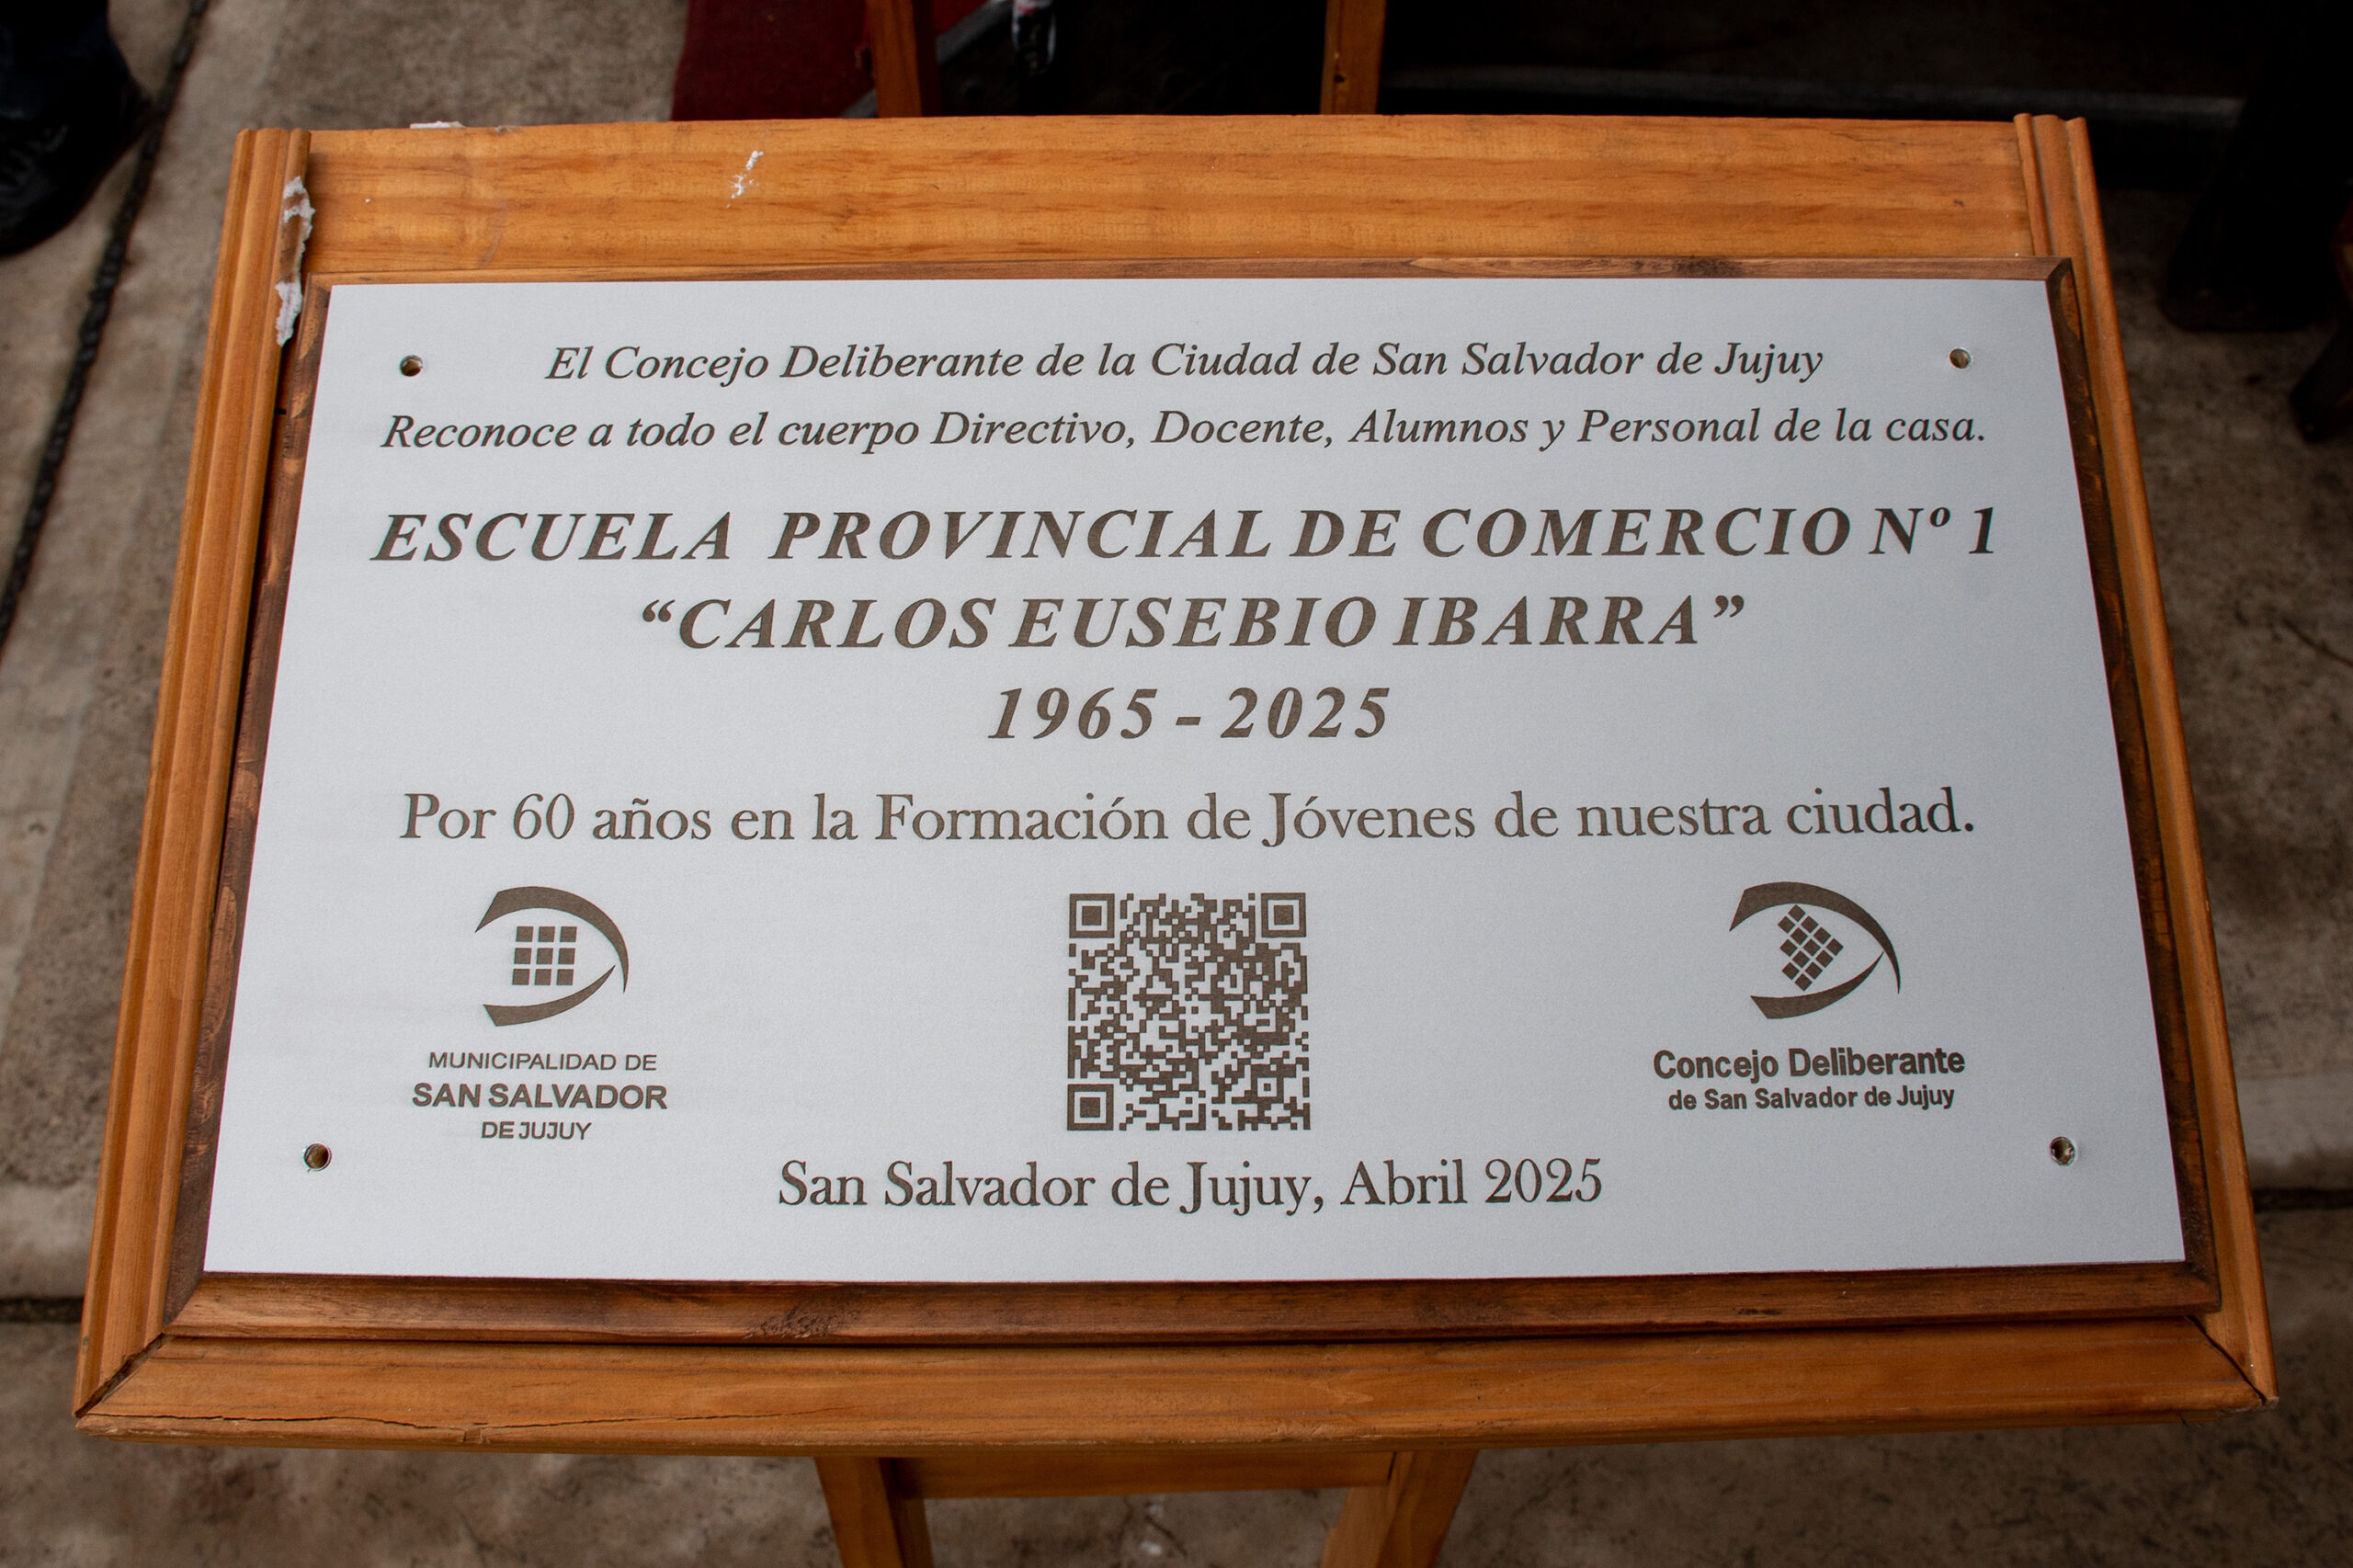 El Concejo Deliberante de la Ciudad de San Salvador de Jujuy
Reconoce a todo el cuerpo Directivo, Docente, Alumnos y Personal de la casa.
ESCUELA PROVINCIAL DE COMERCIO Nº 1
“CARLOS EUSEBIO IBARRA”
1965 - 2025
Por 60 años en la Formación de Jóvenes de nuestra ciudad.
MUNICIPALIDAD DE
SAN SALVADOR
DE JUJUY
Concejo Deliberante
de San Salvador de Jujuy
San Salvador de Jujuy, Abril 2025